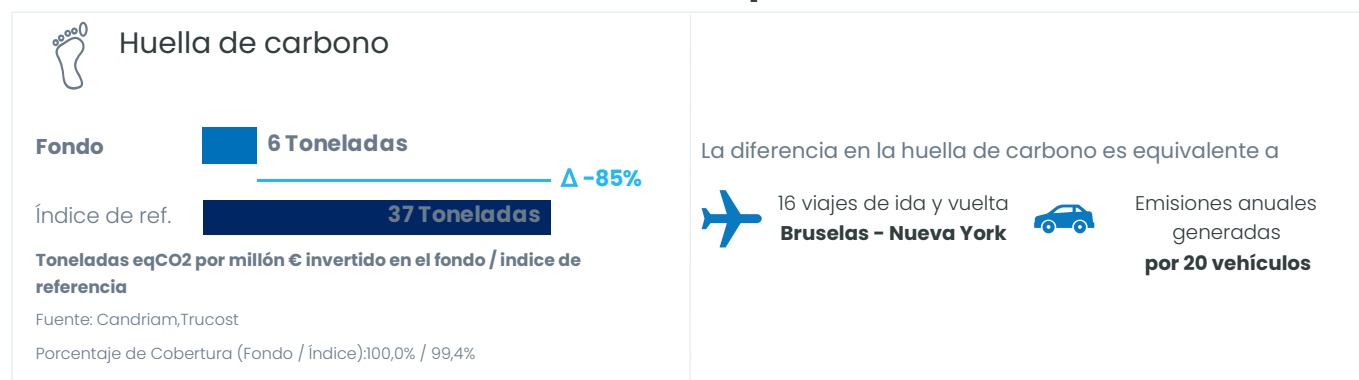 Huella de carbono
Fondo
6 Toneladas
Δ -85%
Índice de ref.
37 Toneladas
Toneladas eqCO2 por millón € invertido en el fondo / indice de
referencia
Fuente: Candriam,Trucost
Porcentaje de Cobertura (Fondo / Índice):100,0% / 99,4%
La diferencia en la huella de carbono es equivalente a
16 viajes de ida y vuelta
Bruselas - Nueva York
Emisiones anuales
generadas
por 20 vehículos